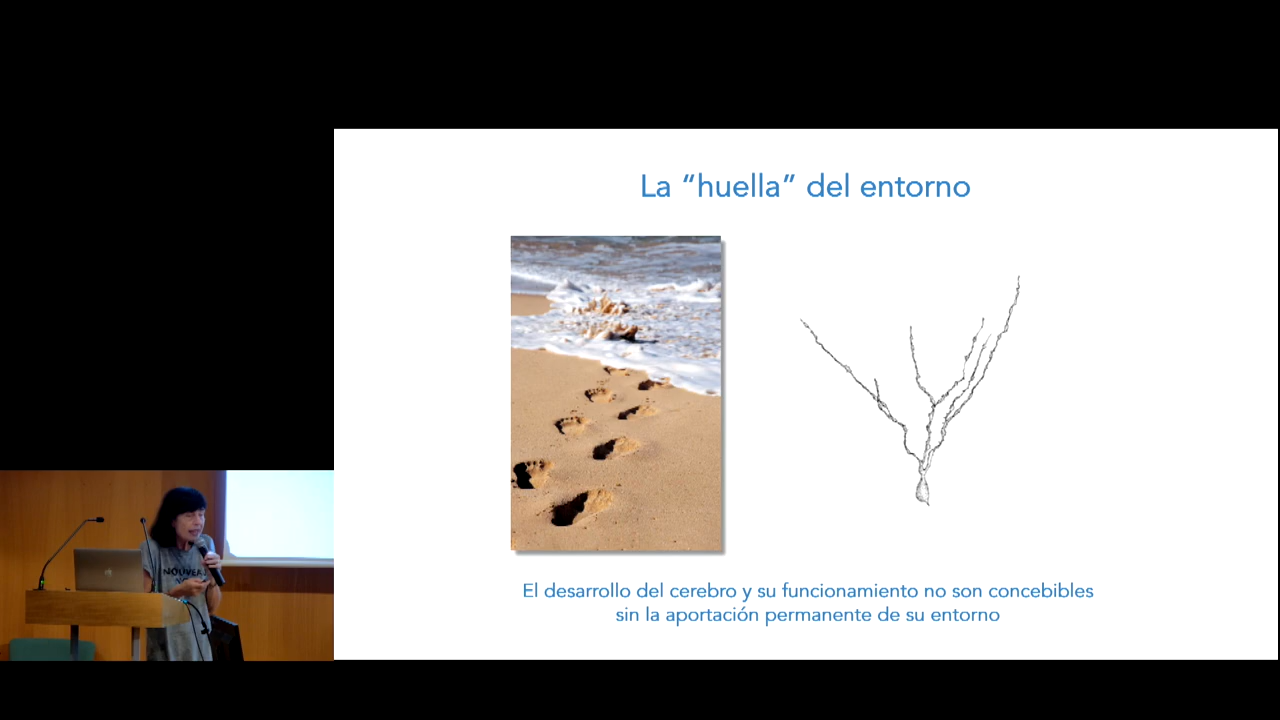 La “huella” del entorno
El desarrollo del cerebro y su funcionamiento no son concebibles
sin la aportación permanente de su entorno